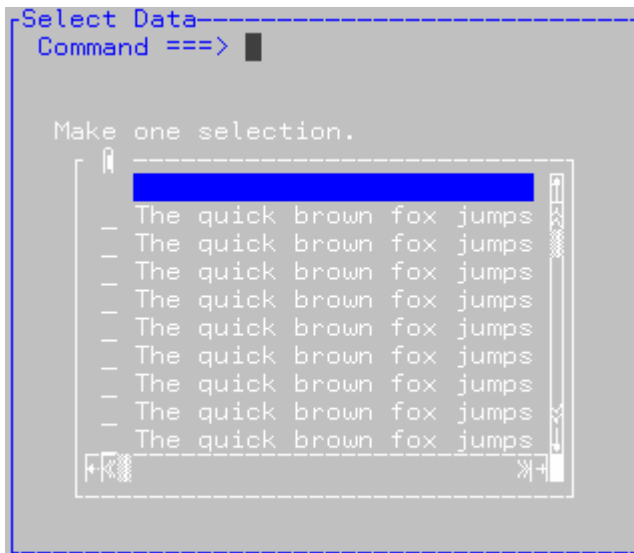 Select Data
Command ===>
Make one selection.
_ The quick brown fox jumps
_ The quick brown fox jumps
_ The quick brown fox jumps
_ The quick brown fox jumps
_ The quick brown fox jumps
_ The quick brown fox jumps
_ The quick brown fox jumps
_ The quick brown fox jumps
_ The quick brown fox jumps